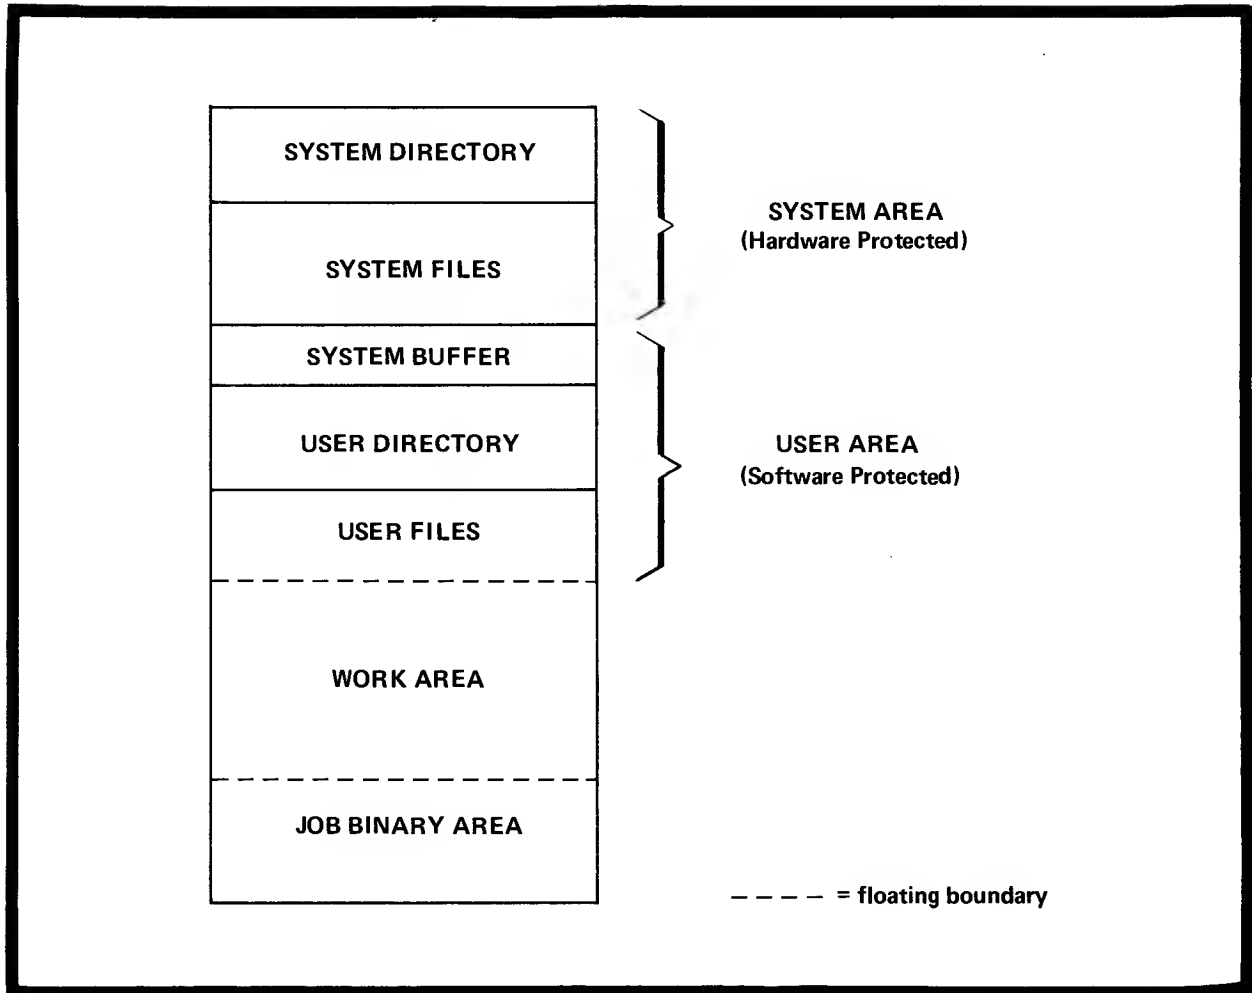 SYSTEM DIRECTORY
SYSTEM FILES
SYSTEM BUFFER
USER DIRECTORY
USER FILES
WORK AREA
JOB BINARY AREA
SYSTEM AREA
(Hardware Protected)
USER AREA
(Software Protected)
– – – – = floating boundary